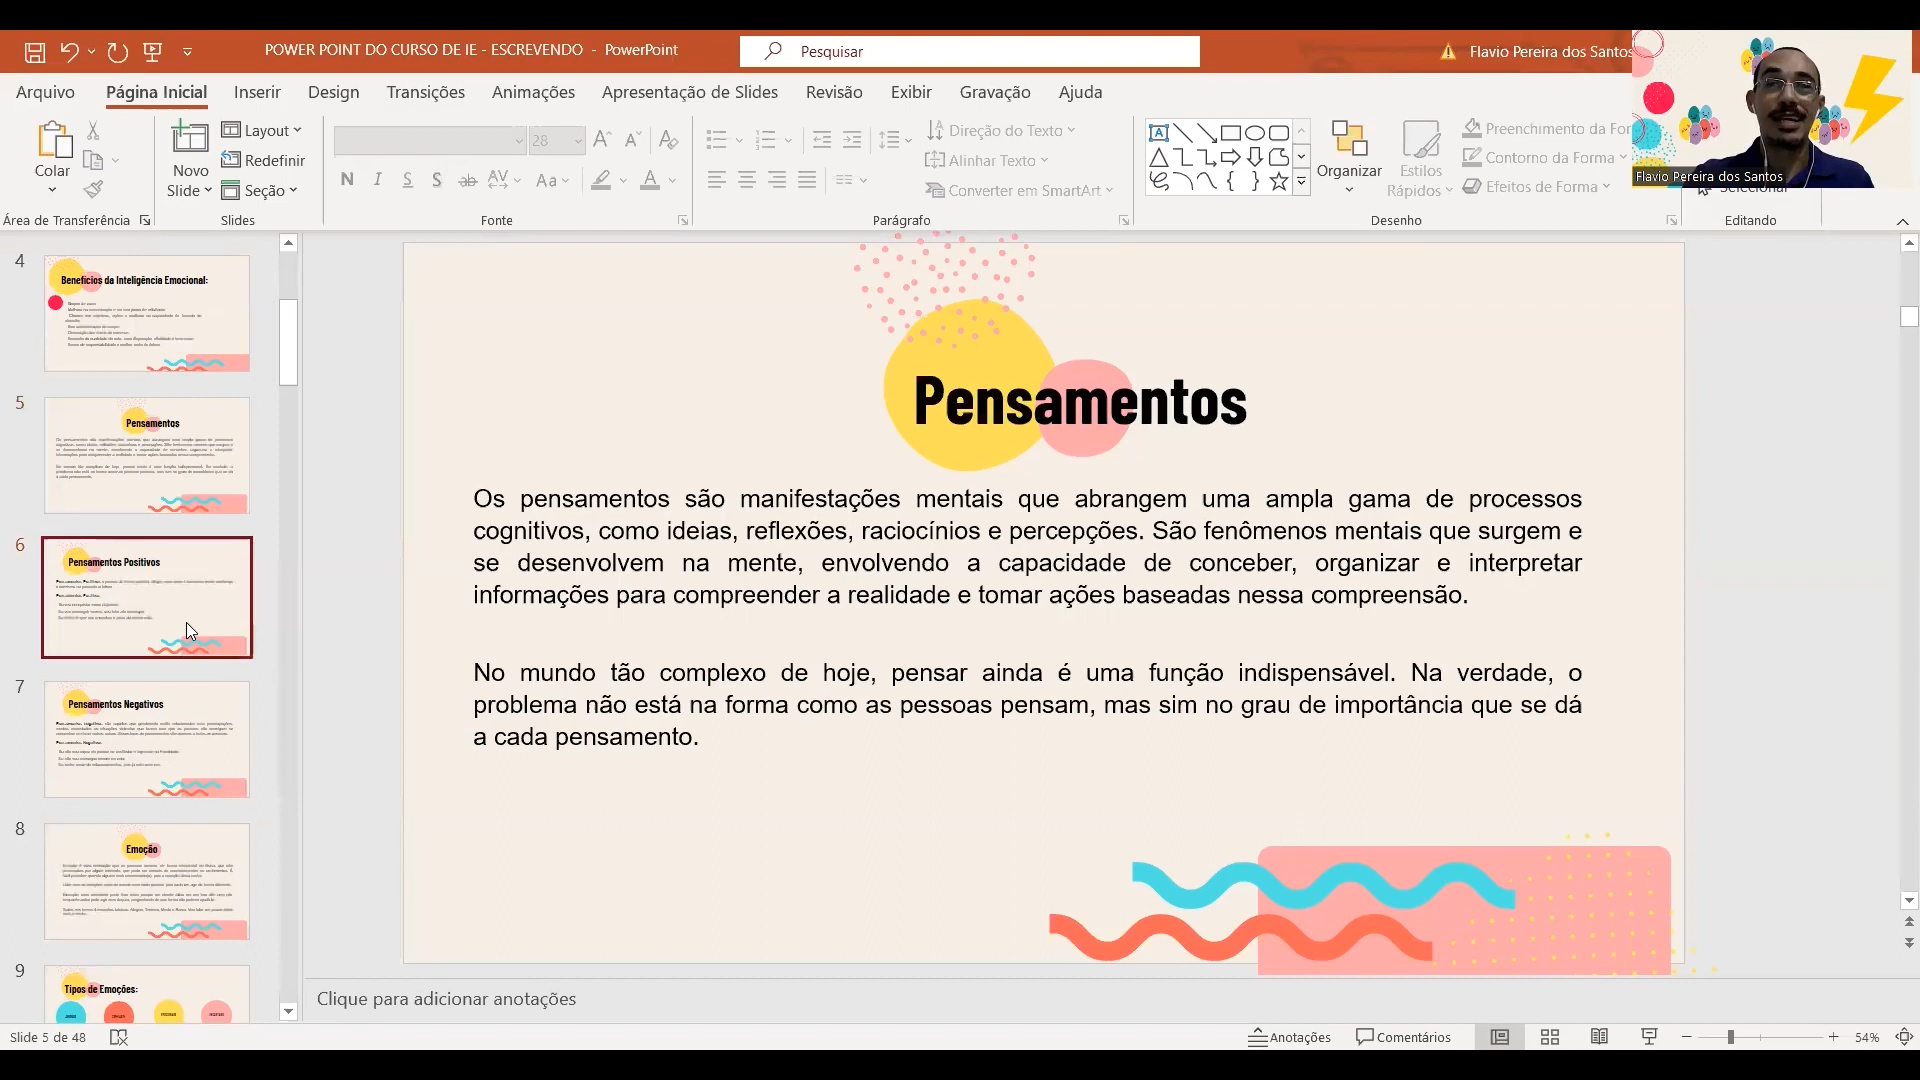 POWER POINT DO CURSO DE IE - ESCREVENDO - PowerPoint
Pesquisar
Flavio Pereira dos Santos
Arquivo Página Inicial Inserir Design Transições Animações Apresentação de Slides Revisão Exibir Gravação Ajuda
Colar
Novo
Slide
Layout
Redefinir
Seção
28
N I S S ab AV Aa A
Direção do Texto
Alinhar Texto
Converter em SmartArt
Organizar
Estilos
Rápidos
Preenchimento da For
Contorno da Forma
Efeitos de Forma
Flavio Pereira dos Santos
Selecionar
Área de Transferência
Slides
Fonte
Parágrafo
Desenho
Editando
4
Benefícios da Inteligência Emocional:
5
Pensamentos
6
Pensamentos Positivos
7
Pensamentos Negativos
8
Emoção
9
Tipos de Emoções:
Pensamentos
Os pensamentos são manifestações mentais que abrangem uma ampla gama de processos
cognitivos, como ideias, reflexões, raciocínios e percepções. São fenômenos mentais que surgem e
se desenvolvem na mente, envolvendo a capacidade de conceber, organizar e interpretar
informações para compreender a realidade e tomar ações baseadas nessa compreensão.
No mundo tão complexo de hoje, pensar ainda é uma função indispensável. Na verdade, o
problema não está na forma como as pessoas pensam, mas sim no grau de importância que se dá
a cada pensamento.
Clique para adicionar anotações
Slide 5 de 48
Anotações
Comentários
54%